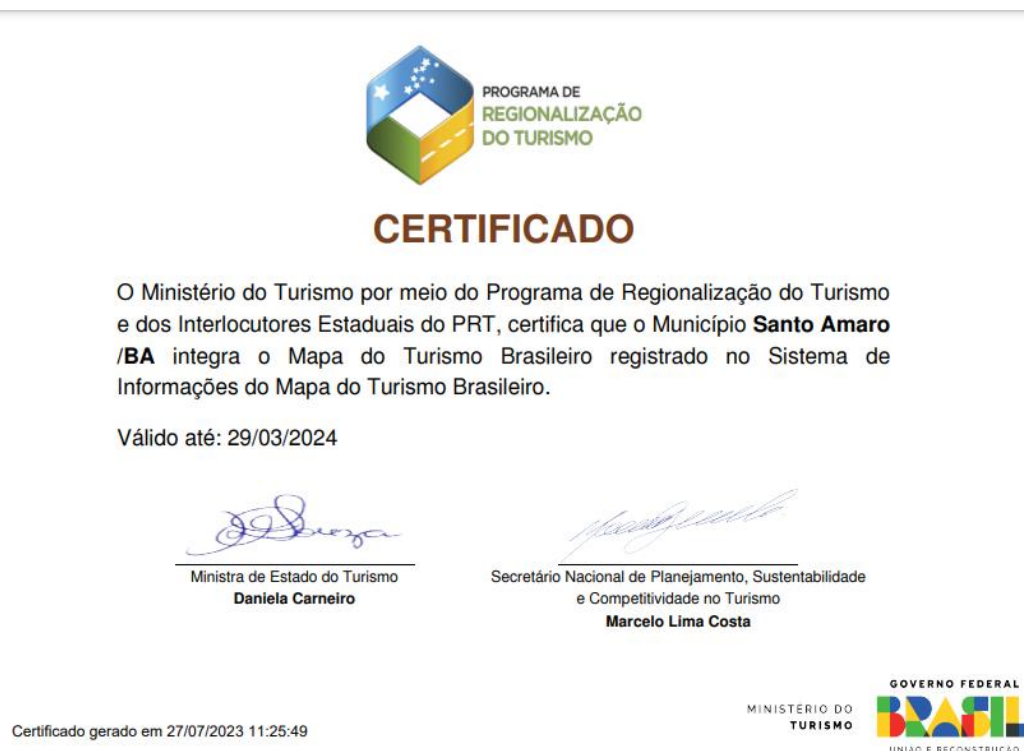 PROGRAMA DE
REGIONALIZAÇÃO
DO TURISMO
CERTIFICADO
O Ministério do Turismo por meio do Programa de Regionalização do Turismo
e dos Interlocutores Estaduais do PRT, certifica que o Município Santo Amaro
/BA integra o Mapa do Turismo Brasileiro registrado no Sistema de
Informações do Mapa do Turismo Brasileiro.
Válido até: 29/03/2024
Ministra de Estado do Turismo
Daniela Carneiro
Secretário Nacional de Planejamento, Sustentabilidade
e Competitividade no Turismo
Marcelo Lima Costa
Certificado gerado em 27/07/2023 11:25:49
MINISTÉRIO DO
TURISMO
GOVERNO FEDERAL
BRASIL
UNIÃO E RECONSTRUÇÃO